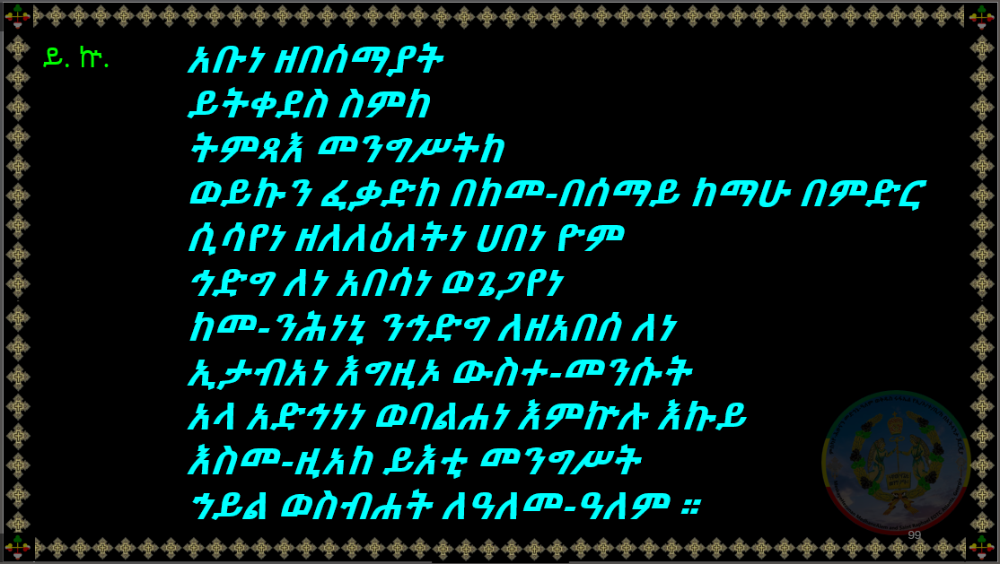 ይ. ኵ.
አቡነ ዘበሰማያት
ይትቀደስ ስምከ
ትምጻእ መንግሥትከ
ወይኩን ፈቃድከ በከመ-በሰማይ ከማሁ በምድር
ሲሳየነ ዘለለዕለትነ ሀበነ ዮም
ኅድግ ለነ አበሳነ ወጌጋየነ
ከመ-ንሕነኒ ንኅድግ ለዘአበሰ ለነ
ኢታብአነ እግዚኦ ውስተ-መንሱት
አላ አድኅነነ ወባልሐነ እምኵሉ እኩይ
እስመ-ዚአከ ይእቲ መንግሥት
ኀይል ወስብሐት ለዓለመ-ዓለም ።
99